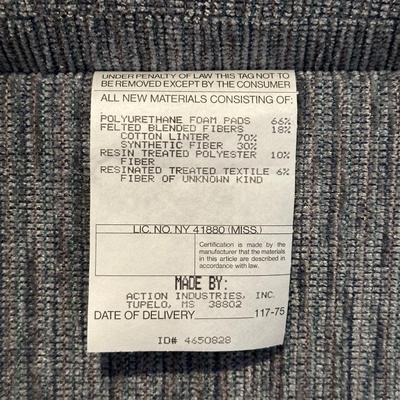 UNDER PENALTY OF LAW THIS TAG NOT TO
BE REMOVED EXCEPT BY THE CONSUMER
ALL NEW MATERIALS CONSISTING OF:
POLYURETHANE FOAM PADS 66%
FELTED BLENDED FIBERS 18%
COTTON LINTER 70%
SYNTHETIC FIBER 30%
RESIN TREATED POLYESTER 10%
FIBER
RESINATED TREATED TEXTILE 6%
FIBER OF UNKNOWN KIND
LIC. NO. NY 41880 (MISS.)
Certification is made by the
manufacturer that the materials
in this article are described in
accordance with law.
MADE BY:
ACTION INDUSTRIES, INC.
TUPELO, MS 38802
DATE OF DELIVERY 117-75
ID# 4650828